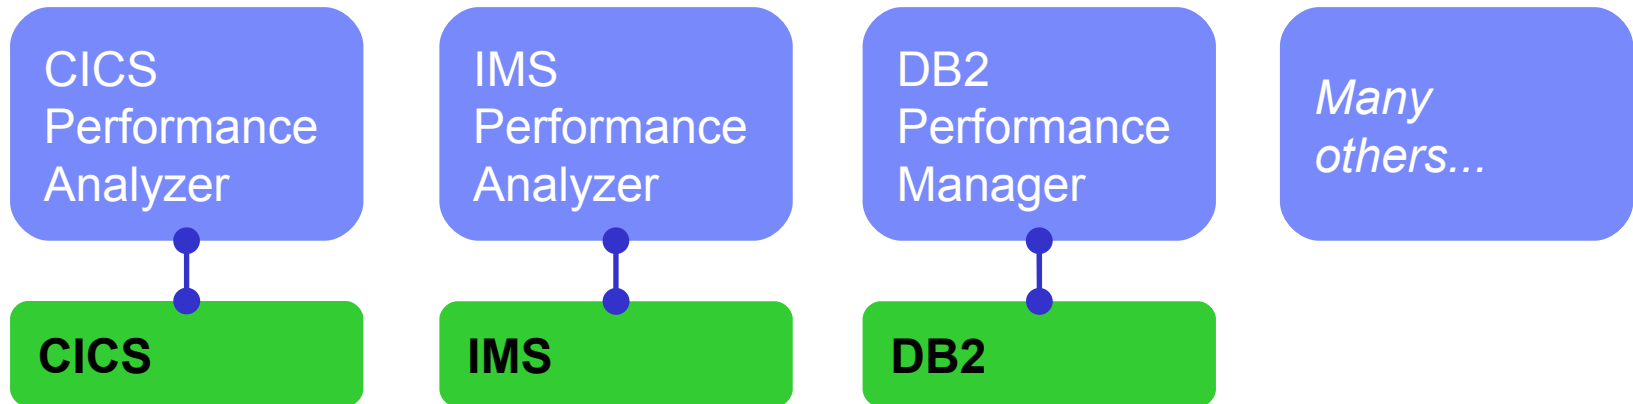 CICS
Performance
Analyzer
IMS
Performance
Analyzer
DB2
Performance
Manager
Many
others...
CICS
IMS
DB2